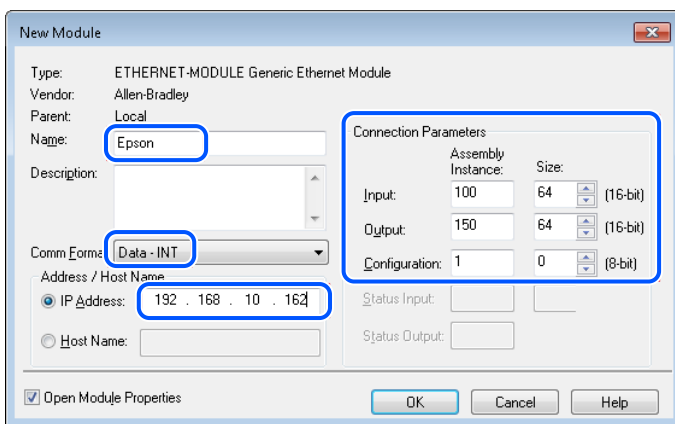 New Module
Type: ETHERNET-MODULE Generic Ethernet Module
Vendor: Allen-Bradley
Parent: Local
Name: Epson
Description:
Comm Forma Data - INT
Address / Host Name
IP Address: 192 . 168 . 10 . 162
Host Name:
Connection Parameters
Assembly
Instance: Size:
Input: 100 64 (16-bit)
Output: 150 64 (16-bit)
Configuration: 1 0 (8-bit)
Status Input:
Status Output:
Open Module Properties
OK Cancel Help